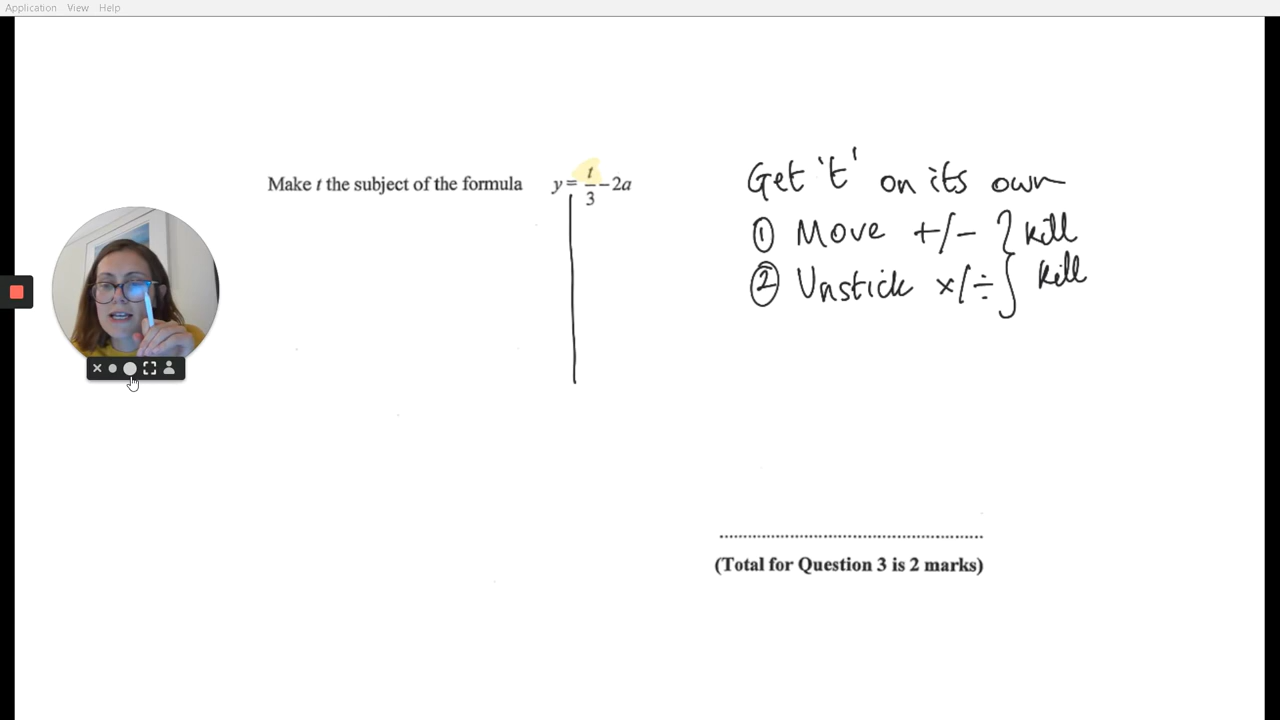 Application View Help
Make t the subject of the formula y = t/3 - 2a
Get 't' on its own
① Move +/- } kill
② Unstick ×/÷ } kill
(Total for Question 3 is 2 marks)